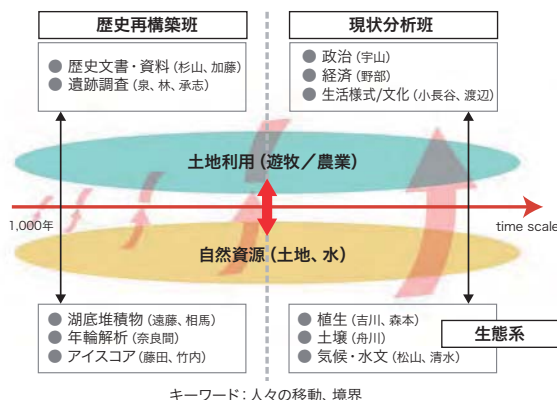 歴史再構築班
現状分析班
● 歴史文書・資料 (杉山、加藤)
● 遺跡調査 (泉、林、承志)
● 政治 (宇山)
● 経済 (野部)
● 生活様式/文化 (小長谷、渡辺)
土地利用 (遊牧／農業)
1,000年
time scale
自然資源 (土地、水)
● 湖底堆積物 (遠藤、相馬)
● 年輪解析 (奈良間)
● アイスコア (藤田、竹内)
● 植生 (吉川、森本)
● 土壌 (舟川)
● 気候・水文 (松山、清水)
生態系
キーワード：人々の移動、境界